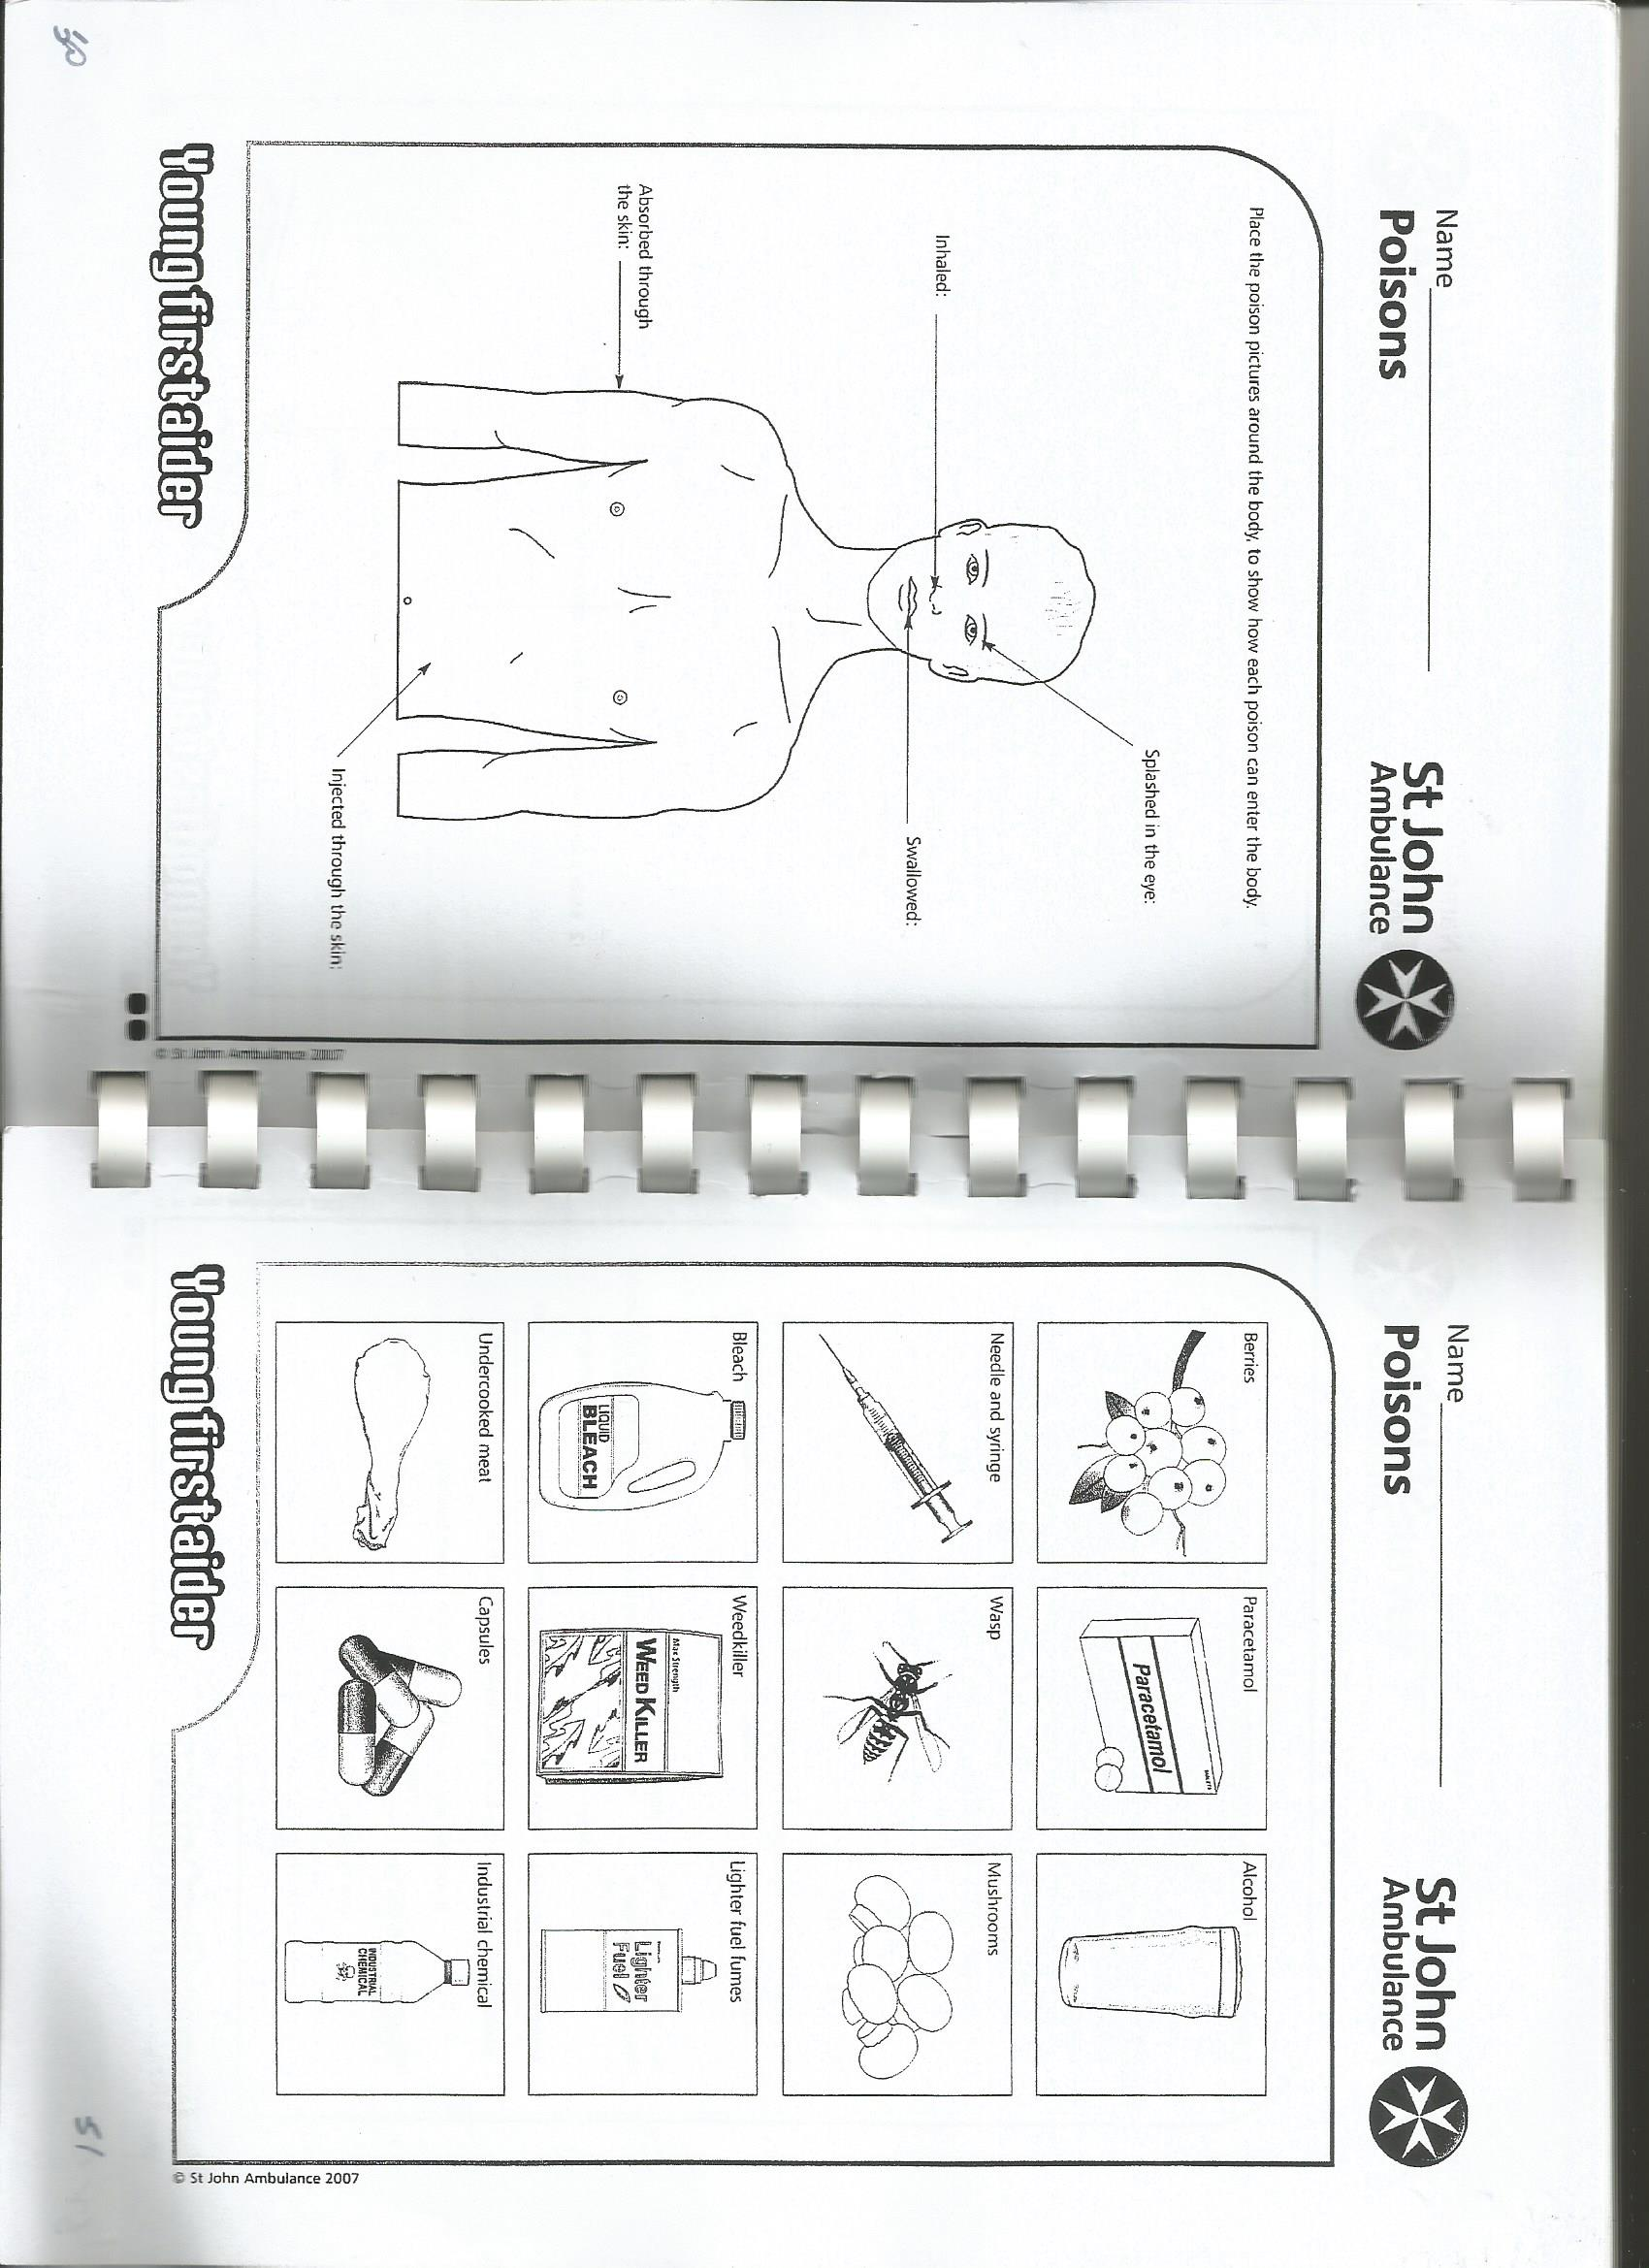 50
Name
Poisons
St John
Ambulance
Place the poison pictures around the body, to show how each poison can enter the body.
Splashed in the eye:
Inhaled:
Swallowed:
Absorbed through
the skin:
Injected through the skin:
Young first aider
© St John Ambulance 2007
Name
Poisons
St John
Ambulance
Berries
Paracetamol
Paracetamol
Alcohol
Needle and syringe
Wasp
Mushrooms
Bleach
LIQUID
BLEACH
Weedkiller
Max Strength
WEED KILLER
Lighter fuel fumes
Lighter
Fuel
Undercooked meat
Capsules
Industrial chemical
INDUSTRIAL
CHEMICAL
Young first aider
© St John Ambulance 2007
51